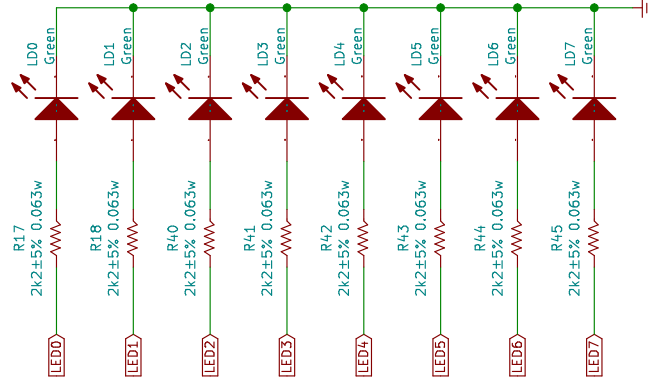 LD0
Green
LD1
Green
LD2
Green
LD3
Green
LD4
Green
LD5
Green
LD6
Green
LD7
Green
R17
2k2±5% 0.063w
R18
2k2±5% 0.063w
R40
2k2±5% 0.063w
R41
2k2±5% 0.063w
R42
2k2±5% 0.063w
R43
2k2±5% 0.063w
R44
2k2±5% 0.063w
R45
2k2±5% 0.063w
LED0
LED1
LED2
LED3
LED4
LED5
LED6
LED7